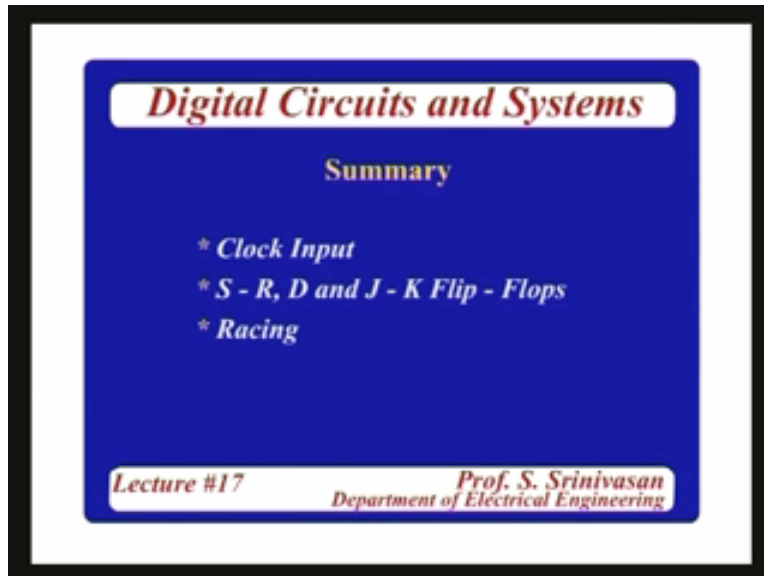 Digital Circuits and Systems
Summary
* Clock Input
* S - R, D and J - K Flip - Flops
* Racing
Lecture #17
Prof. S. Srinivasan
Department of Electrical Engineering